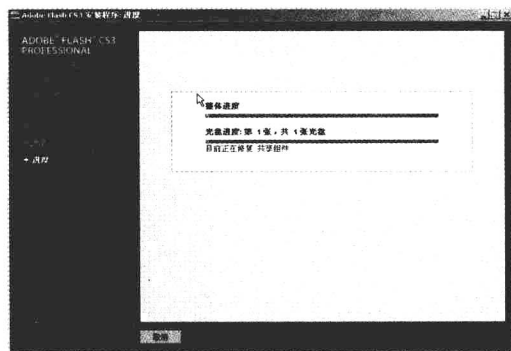 Adobe Flash CS3 安装程序: 进度
ADOBE FLASH CS3
PROFESSIONAL
整体进度
光盘进度: 第 1张，共 1张光盘
目前正在修复 共享组件
+ 进度
取消